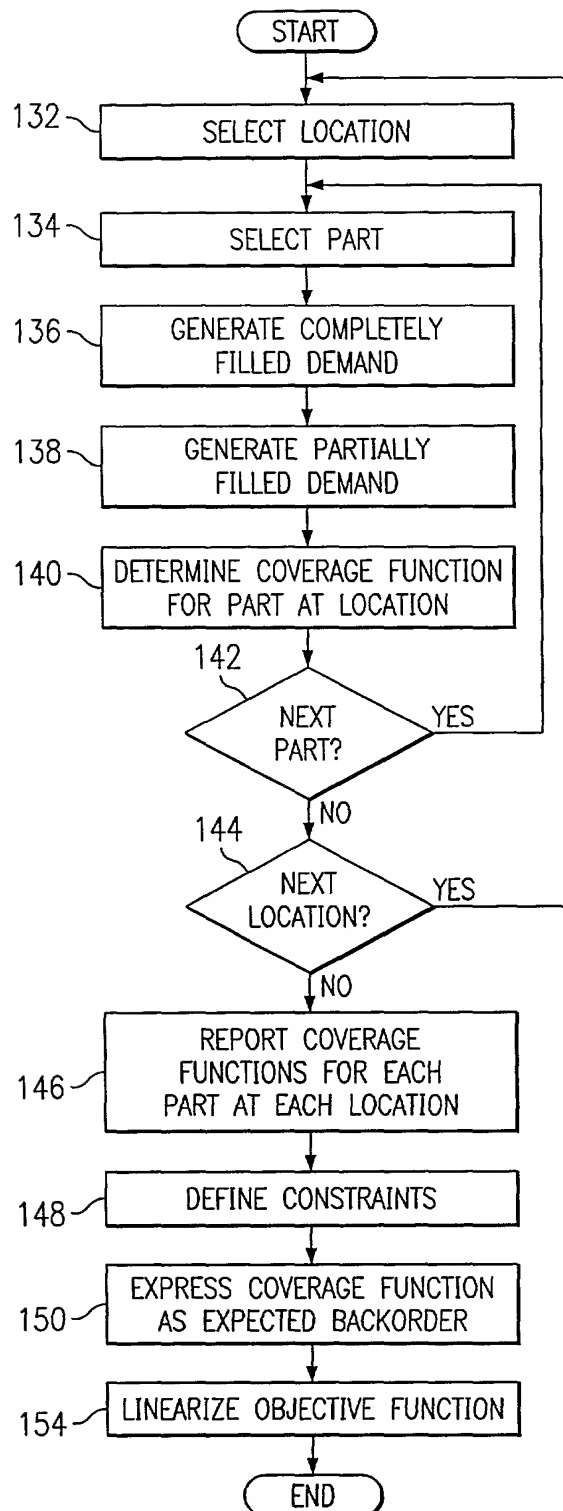 START
132
SELECT LOCATION
134
SELECT PART
136
GENERATE COMPLETELY
FILLED DEMAND
138
GENERATE PARTIALLY
FILLED DEMAND
140
DETERMINE COVERAGE FUNCTION
FOR PART AT LOCATION
142
NEXT
PART?
YES
NO
144
NEXT
LOCATION?
YES
NO
146
REPORT COVERAGE
FUNCTIONS FOR EACH
PART AT EACH LOCATION
148
DEFINE CONSTRAINTS
150
EXPRESS COVERAGE FUNCTION
AS EXPECTED BACKORDER
154
LINEARIZE OBJECTIVE FUNCTION
END